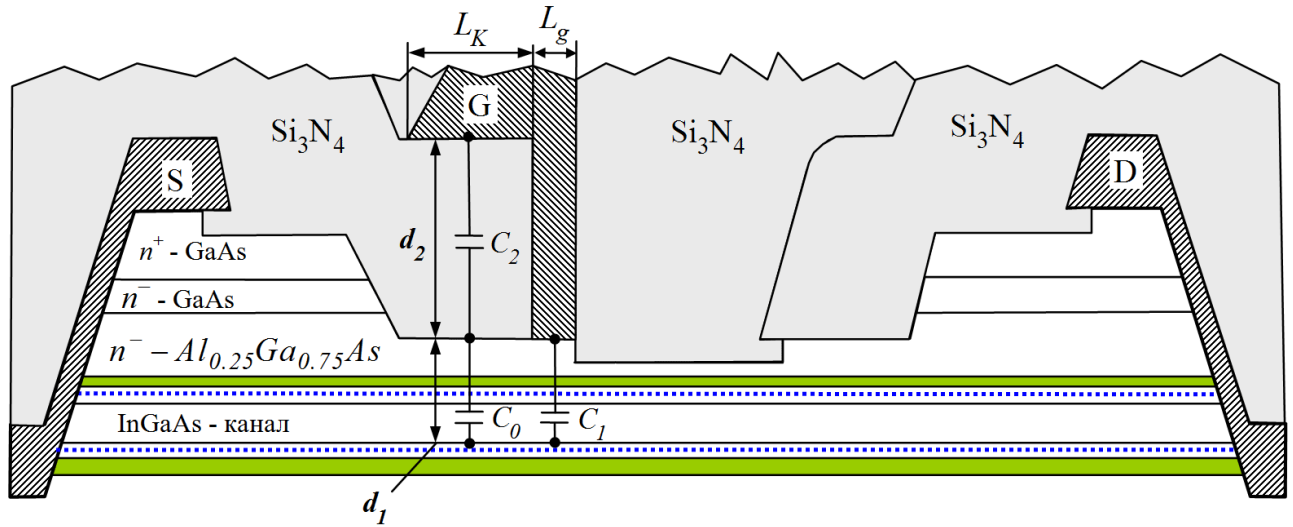 L_K L_g
G
Si₃N₄ Si₃N₄ Si₃N₄
S D
d₂ C₂
n⁺ - GaAs
n⁻ - GaAs
n⁻ – Al₀.₂₅Ga₀.₇₅As
InGaAs - канал C₀ C₁
d₁